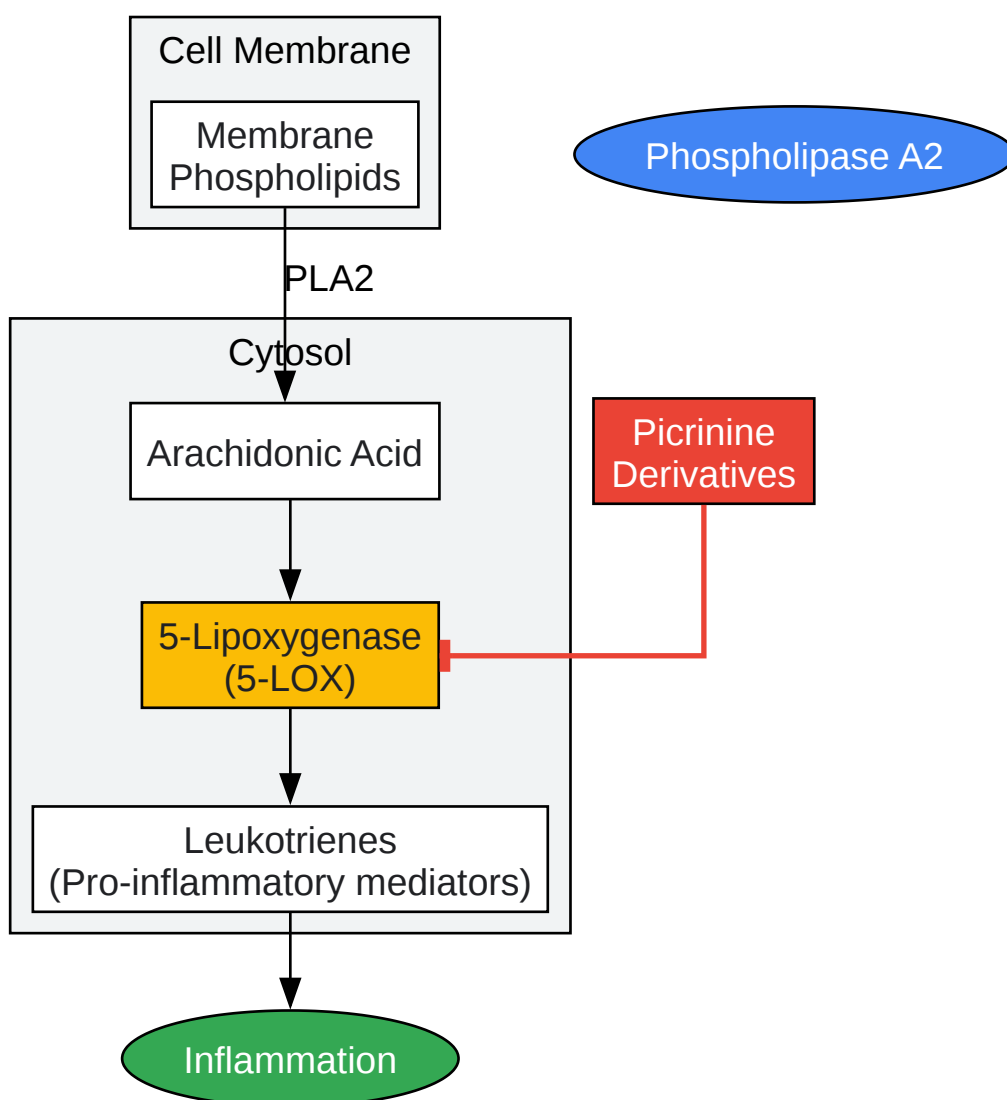 Cell Membrane
Membrane
Phospholipids
Phospholipase A2
PLA2
Cytosol
Arachidonic Acid
Picrinine
Derivatives
5-Lipoxygenase
(5-LOX)
Leukotrienes
(Pro-inflammatory mediators)
Inflammation